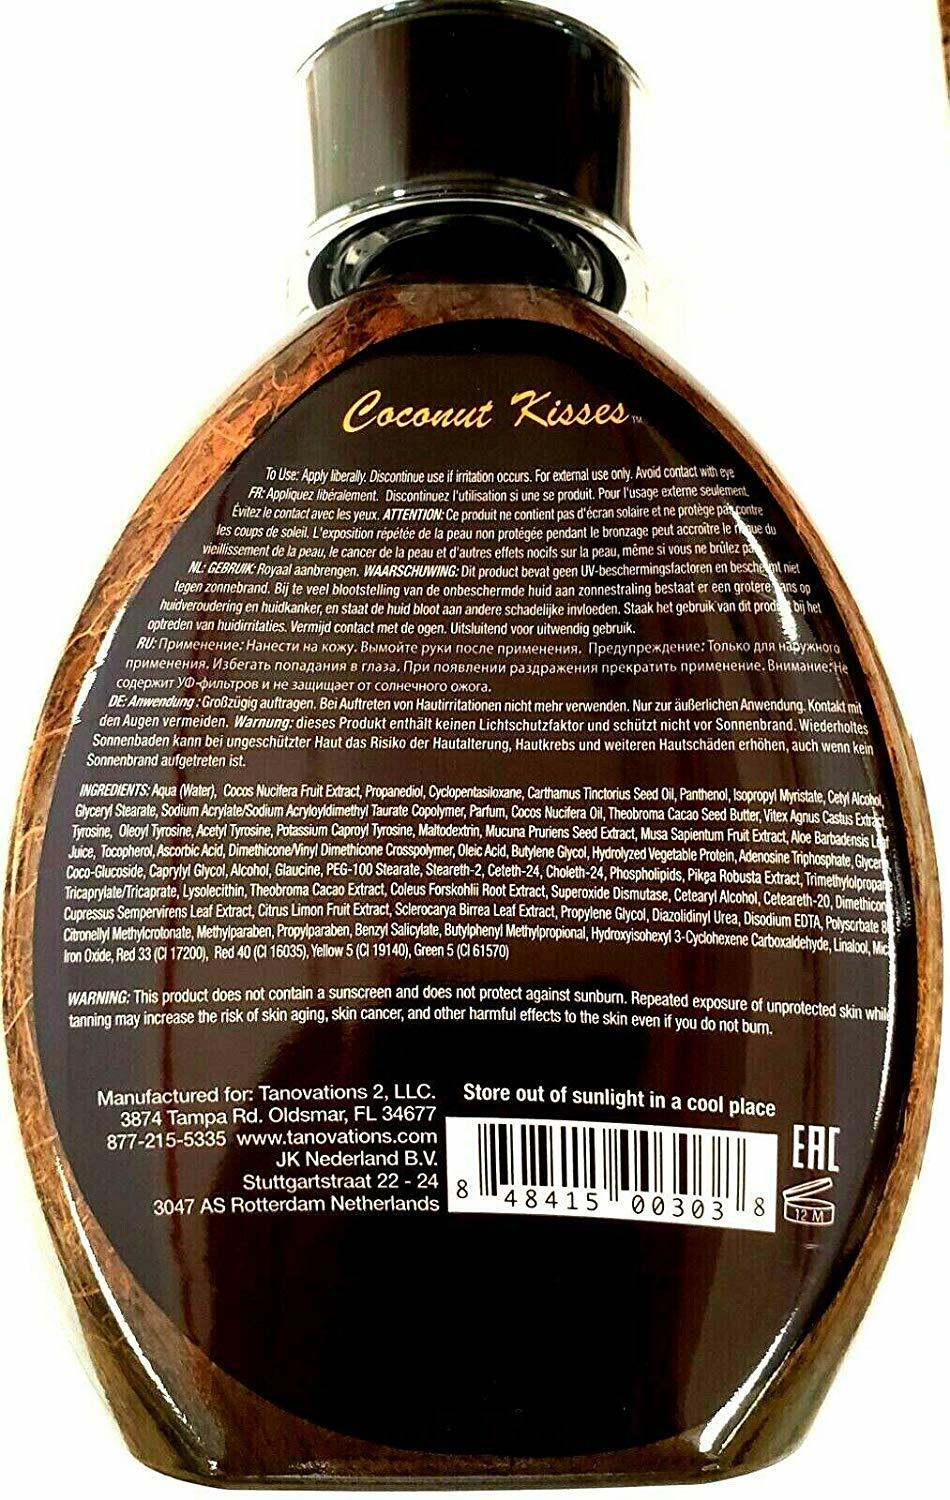 Coconut Kisses™
To Use: Apply liberally. Discontinue use if irritation occurs. For external use only. Avoid contact with eye
FR: Appliquez libéralement. Discontinuez l'utilisation si une se produit. Pour l'usage externe seulement.
Évitez le contact avec les yeux. ATTENTION: Ce produit ne contient pas d'écran solaire et ne protège pas contre
les coups de soleil. L'exposition répétée de la peau non protégée pendant le bronzage peut accroître le risque du
vieillissement de la peau, le cancer de la peau et d'autres effets nocifs sur la peau, même si vous ne brûlez
NL: GEBRUIK: Royaal aanbrengen. WAARSCHUWING: Dit product bevat geen UV-beschermingsfactoren en beschermt niet
tegen zonnebrand. Bij te veel blootstelling van de onbeschermde huid aan zonnestraling bestaat er een grotere kans op
huidveroudering en huidkanker, en staat de huid bloot aan andere schadelijke invloeden. Staak het gebruik van dit product bij het
optreden van huidirritaties. Vermijd contact met de ogen. Uitsluitend voor uitwendig gebruik.
RU: Применение: Нанести на кожу. Вымойте руки после применения. Предупреждение: Только для наружного
применения. Избегать попадания в глаза. При появлении раздражения прекратить применение. Внимание: Не
содержит УФ-фильтров и не защищает от солнечного ожога.
DE: Anwendung : Großzügig auftragen. Bei Auftreten von Hautirritationen nicht mehr verwenden. Nur zur äußerlichen Anwendung. Kontakt mit
den Augen vermeiden. Warnung: dieses Produkt enthält keinen Lichtschutzfaktor und schützt nicht vor Sonnenbrand. Wiederholtes
Sonnenbaden kann bei ungeschützter Haut das Risiko der Hautalterung, Hautkrebs und weiteren Hautschäden erhöhen, auch wenn kein
Sonnenbrand aufgetreten ist.
INGREDIENTS: Aqua (Water), Cocos Nucifera Fruit Extract, Propanediol, Cyclopentasiloxane, Carthamus Tinctorius Seed Oil, Panthenol, Isopropyl Myristate, Cetyl Alcohol,
Glyceryl Stearate, Sodium Acrylate/Sodium Acryloyldimethyl Taurate Copolymer, Parfum, Cocos Nucifera Oil, Theobroma Cacao Seed Butter, Vitex Agnus Castus Extract,
Tyrosine, Oleoyl Tyrosine, Acetyl Tyrosine, Potassium Caproyl Tyrosine, Maltodextrin, Mucuna Pruriens Seed Extract, Musa Sapientum Fruit Extract, Aloe Barbadensis Leaf
Juice, Tocopherol, Ascorbic Acid, Dimethicone/Vinyl Dimethicone Crosspolymer, Oleic Acid, Butylene Glycol, Hydrolyzed Vegetable Protein, Adenosine Triphosphate,
Coco-Glucoside, Caprylyl Glycol, Alcohol, Glaucine, PEG-100 Stearate, Steareth-2, Ceteth-24, Choleth-24, Phospholipids, Pikea Robusta Extract, Trimethylolpropane
Tricaprylate/Tricaprate, Lysolecithin, Theobroma Cacao Extract, Coleus Forskohlii Root Extract, Superoxide Dismutase, Cetearyl Alcohol, Ceteareth-20, Dimethicon
Cupressus Sempervirens Leaf Extract, Citrus Limon Fruit Extract, Sclerocarya Birrea Leaf Extract, Propylene Glycol, Diazolidinyl Urea, Disodium EDTA, Polysorbate
Citronellyl Methylcrotonate, Methylparaben, Propylparaben, Benzyl Salicylate, Butylphenyl Methylpropional, Hydroxyisohexyl 3-Cyclohexene Carboxaldehyde, Linalool,
Iron Oxide, Red 33 (CI 17200), Red 40 (CI 16035), Yellow 5 (CI 19140), Green 5 (CI 61570)
WARNING: This product does not contain a sunscreen and does not protect against sunburn. Repeated exposure of unprotected skin while
tanning may increase the risk of skin aging, skin cancer, and other harmful effects to the skin even if you do not burn.
Manufactured for: Tanovations 2, LLC.
3874 Tampa Rd. Oldsmar, FL 34677
877-215-5335 www.tanovations.com
JK Nederland B.V.
Stuttgartstraat 22 - 24
3047 AS Rotterdam Netherlands
Store out of sunlight in a cool place
8 48415 00303 8
EAC
12 M